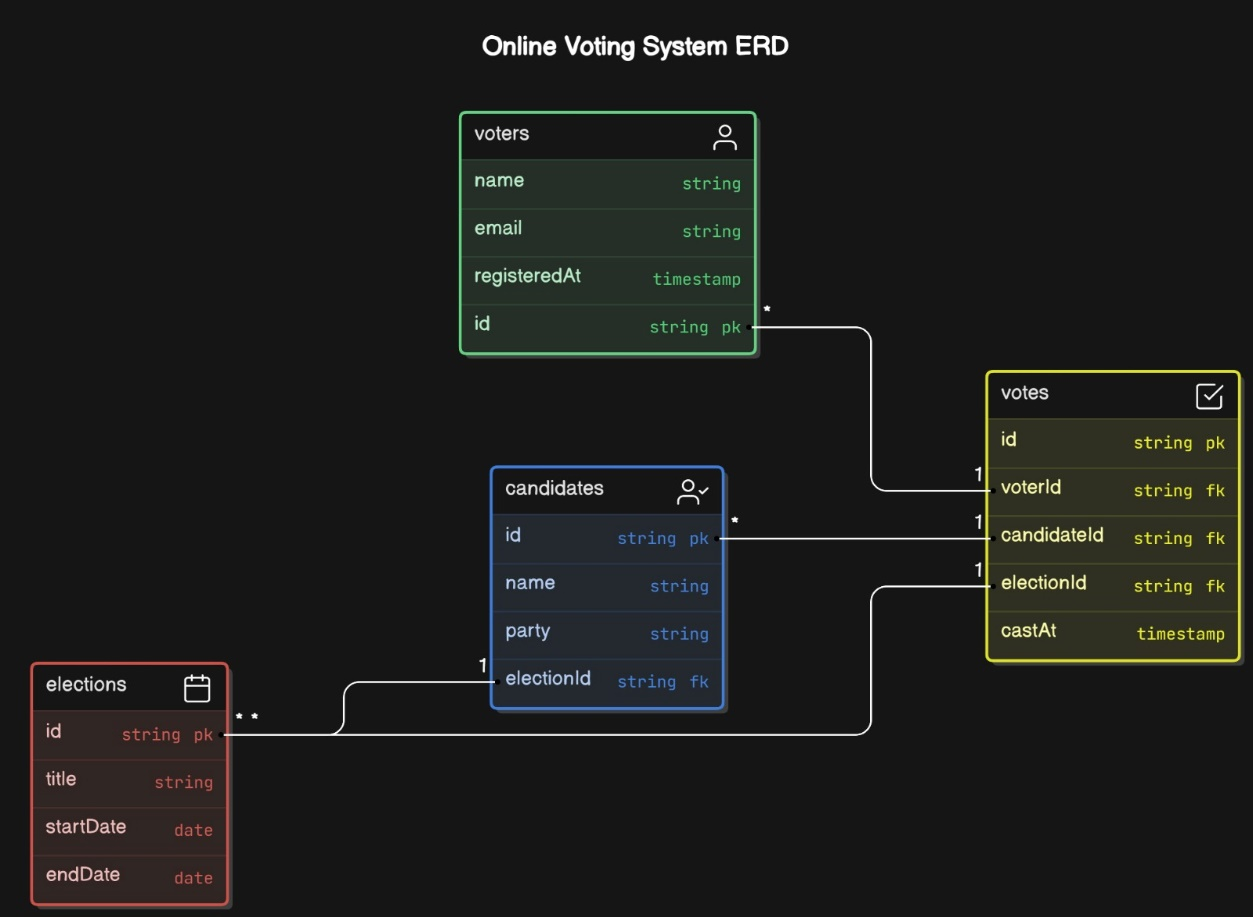 Online Voting System ERD
voters
name string
email string
registeredAt timestamp
id string pk
*
votes
id string pk
1
voterId string fk
1
candidateId string fk
1
electionId string fk
castAt timestamp
candidates
id string pk
*
name string
party string
1
electionId string fk
elections
* *
id string pk
title string
startDate date
endDate date